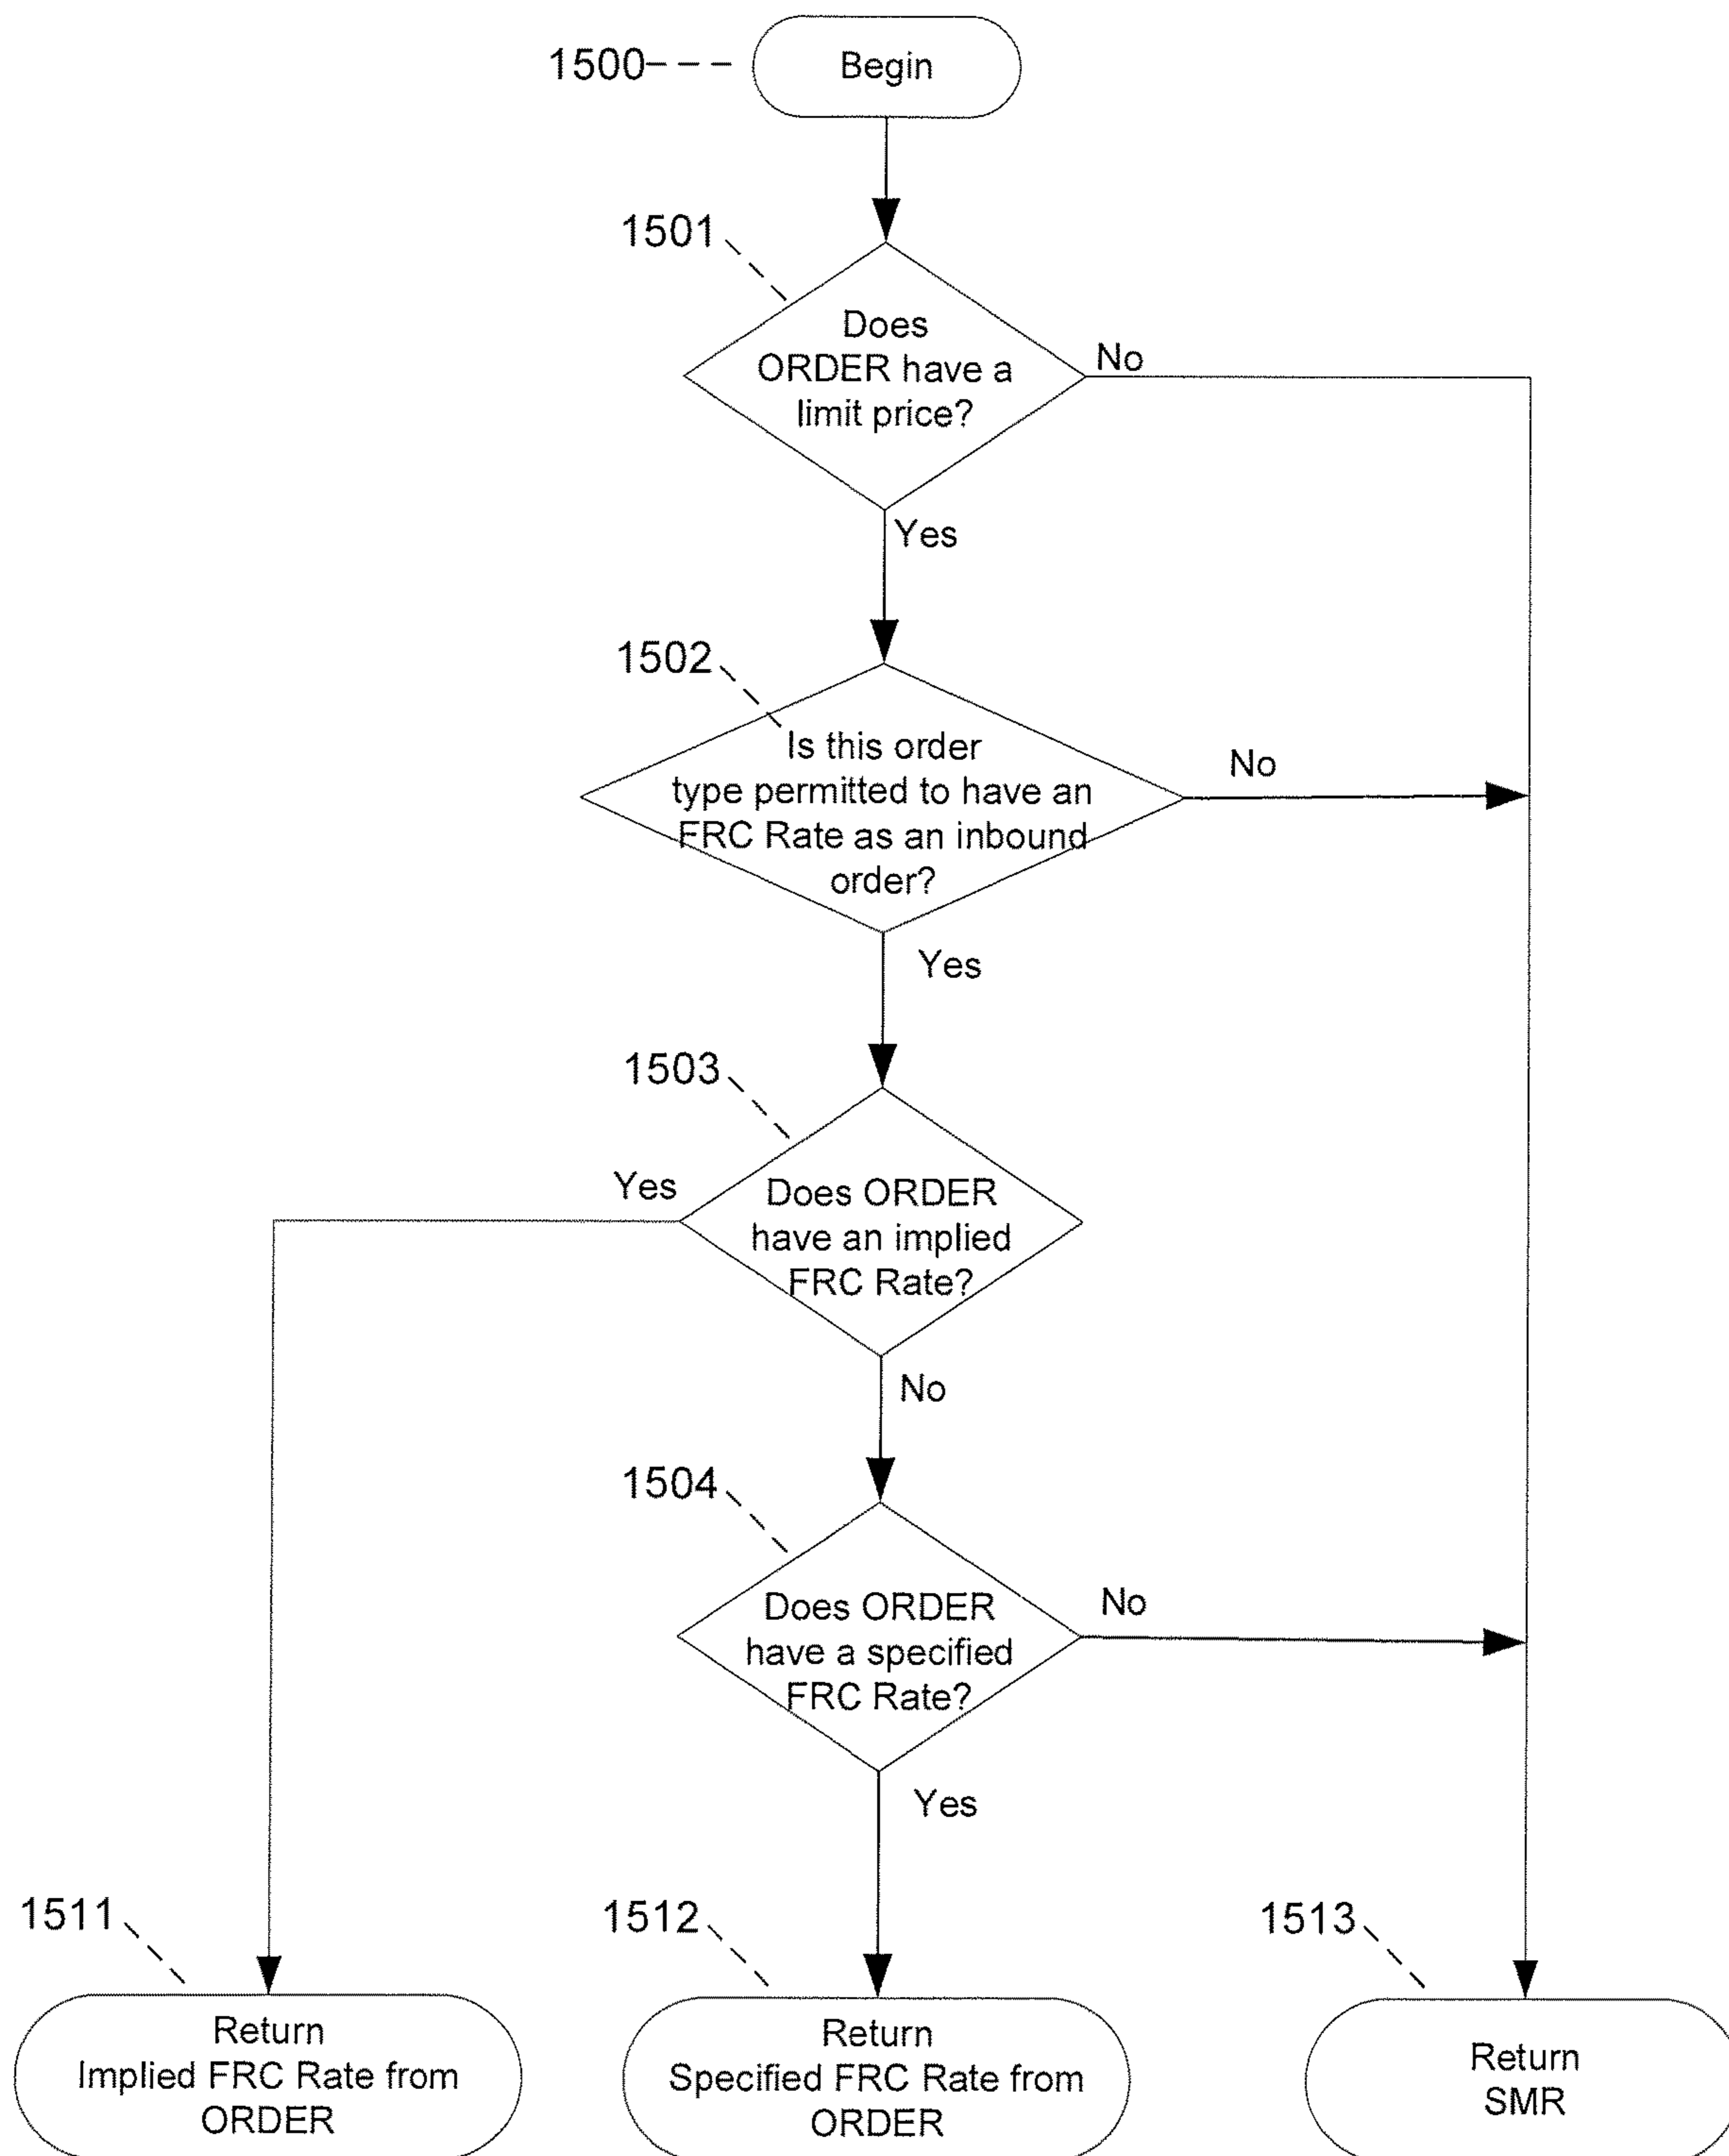 1500
Begin
1501
Does
ORDER have a
limit price?
No
Yes
1502
Is this order
type permitted to have an
FRC Rate as an inbound
order?
No
Yes
1503
Yes
Does ORDER
have an implied
FRC Rate?
No
1504
Does ORDER
have a specified
FRC Rate?
No
Yes
1511
1512
1513
Return
Implied FRC Rate from
ORDER
Return
Specified FRC Rate from
ORDER
Return
SMR